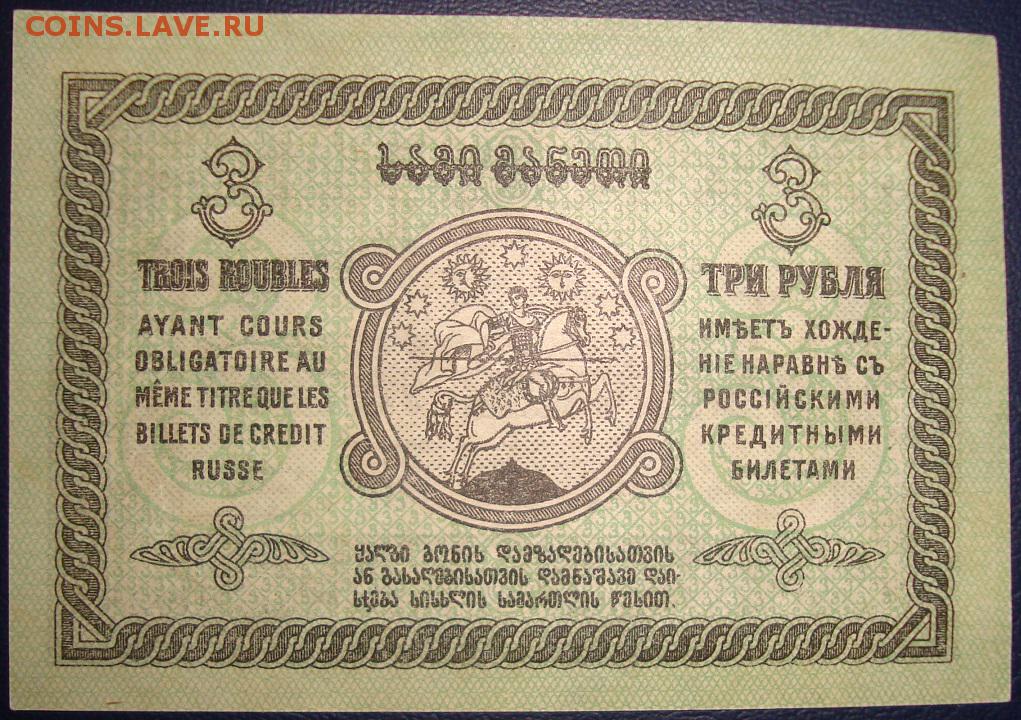 COINS.LAVE.RU
3
3
სამი მანეთი
TROIS ROUBLES
AYANT COURS
OBLIGATOIRE AU
MÊME TITRE QUE LES
BILLETS DE CREDIT
RUSSE
ТРИ РУБЛЯ
ИМѢЕТЪ ХОЖДЕ-
НІЕ НАРАВНѢ СЪ
РОССІЙСКИМИ
КРЕДИТНЫМИ
БИЛЕТАМИ
ყალბი ბონის დამზადებისათვის
ან გასაღებისათვის დამნაშავე დაი-
სჯება სისხლის სამართლის წესით.